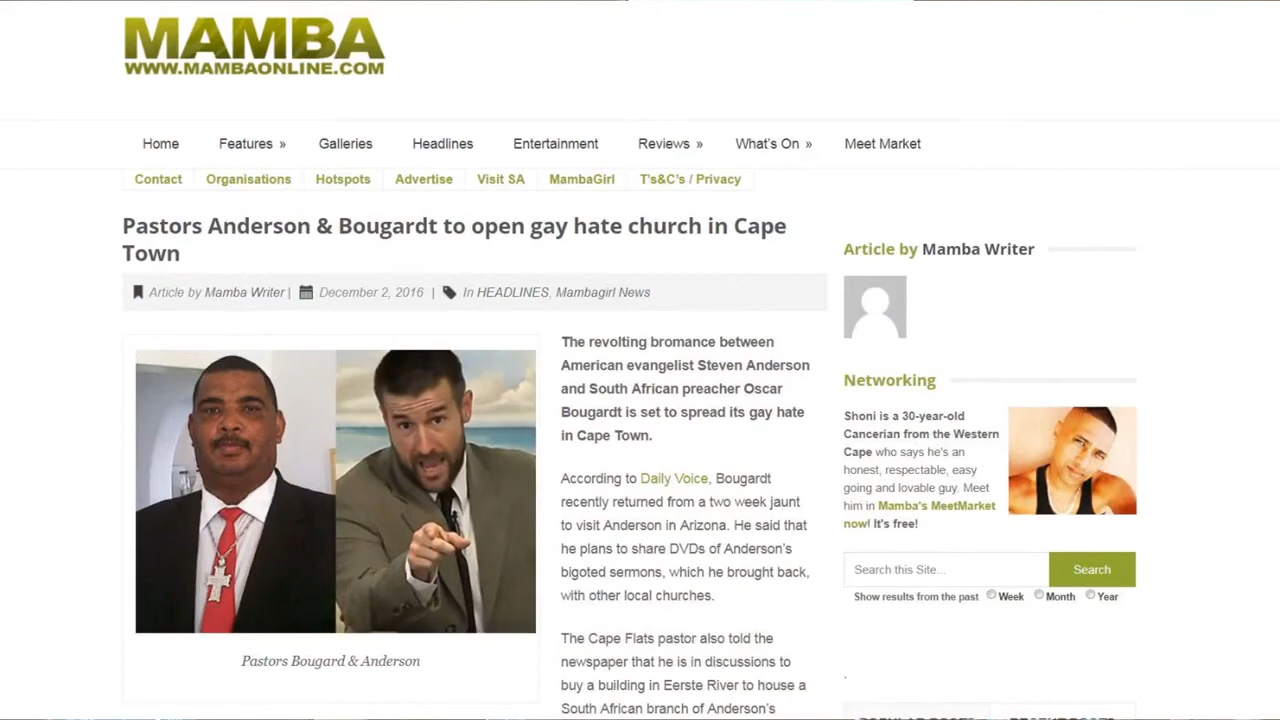 MAMBA
WWW.MAMBAONLINE.COM
Home Features » Galleries Headlines Entertainment Reviews » What's On » Meet Market
Contact Organisations Hotspots Advertise Visit SA MambaGirl T's&C's / Privacy
Pastors Anderson & Bougardt to open gay hate church in Cape
Town
Article by Mamba Writer | December 2, 2016 | In HEADLINES, Mambagirl News
The revolting bromance between
American evangelist Steven Anderson
and South African preacher Oscar
Bougardt is set to spread its gay hate
in Cape Town.
According to Daily Voice, Bougardt
recently returned from a two week jaunt
to visit Anderson in Arizona. He said that
he plans to share DVDs of Anderson's
bigoted sermons, which he brought back,
with other local churches.
The Cape Flats pastor also told the
newspaper that he is in discussions to
buy a building in Eerste River to house a
South African branch of Anderson's
Pastors Bougard & Anderson
Article by Mamba Writer
Networking
Shoni is a 30-year-old
Cancerian from the Western
Cape who says he's an
honest, respectable, easy
going and lovable guy. Meet
him in Mamba's MeetMarket
now! It's free!
Search this Site... Search
Show results from the past Week Month Year